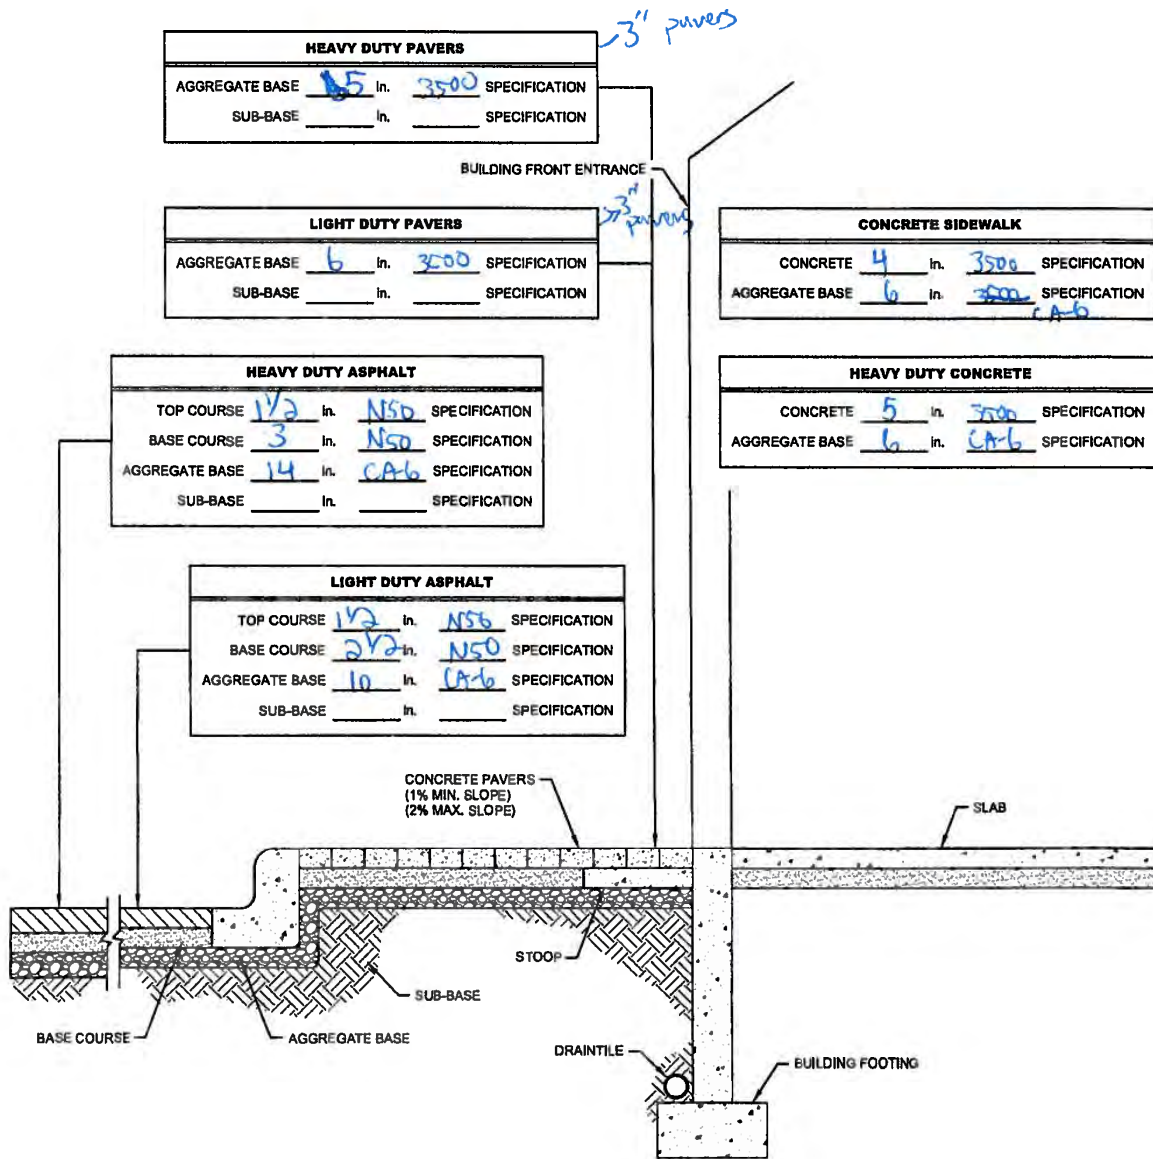 3" pavers
HEAVY DUTY PAVERS
AGGREGATE BASE 5 in. 3500 SPECIFICATION
SUB-BASE in. SPECIFICATION
BUILDING FRONT ENTRANCE
3" pavers
LIGHT DUTY PAVERS
AGGREGATE BASE 6 in. 3500 SPECIFICATION
SUB-BASE in. SPECIFICATION
CONCRETE SIDEWALK
CONCRETE 4 in. 3500 SPECIFICATION
AGGREGATE BASE 6 in. 3500 SPECIFICATION
CA-6
HEAVY DUTY ASPHALT
TOP COURSE 1 1/2 in. N50 SPECIFICATION
BASE COURSE 3 in. N50 SPECIFICATION
AGGREGATE BASE 14 in. CA-6 SPECIFICATION
SUB-BASE in. SPECIFICATION
HEAVY DUTY CONCRETE
CONCRETE 5 in. 3500 SPECIFICATION
AGGREGATE BASE 6 in. CA-6 SPECIFICATION
LIGHT DUTY ASPHALT
TOP COURSE 1 1/2 in. N50 SPECIFICATION
BASE COURSE 2 1/2 in. N50 SPECIFICATION
AGGREGATE BASE 10 in. CA-6 SPECIFICATION
SUB-BASE in. SPECIFICATION
CONCRETE PAVERS
(1% MIN. SLOPE)
(2% MAX. SLOPE)
SLAB
STOOP
SUB-BASE
BASE COURSE
AGGREGATE BASE
DRAINTILE
BUILDING FOOTING